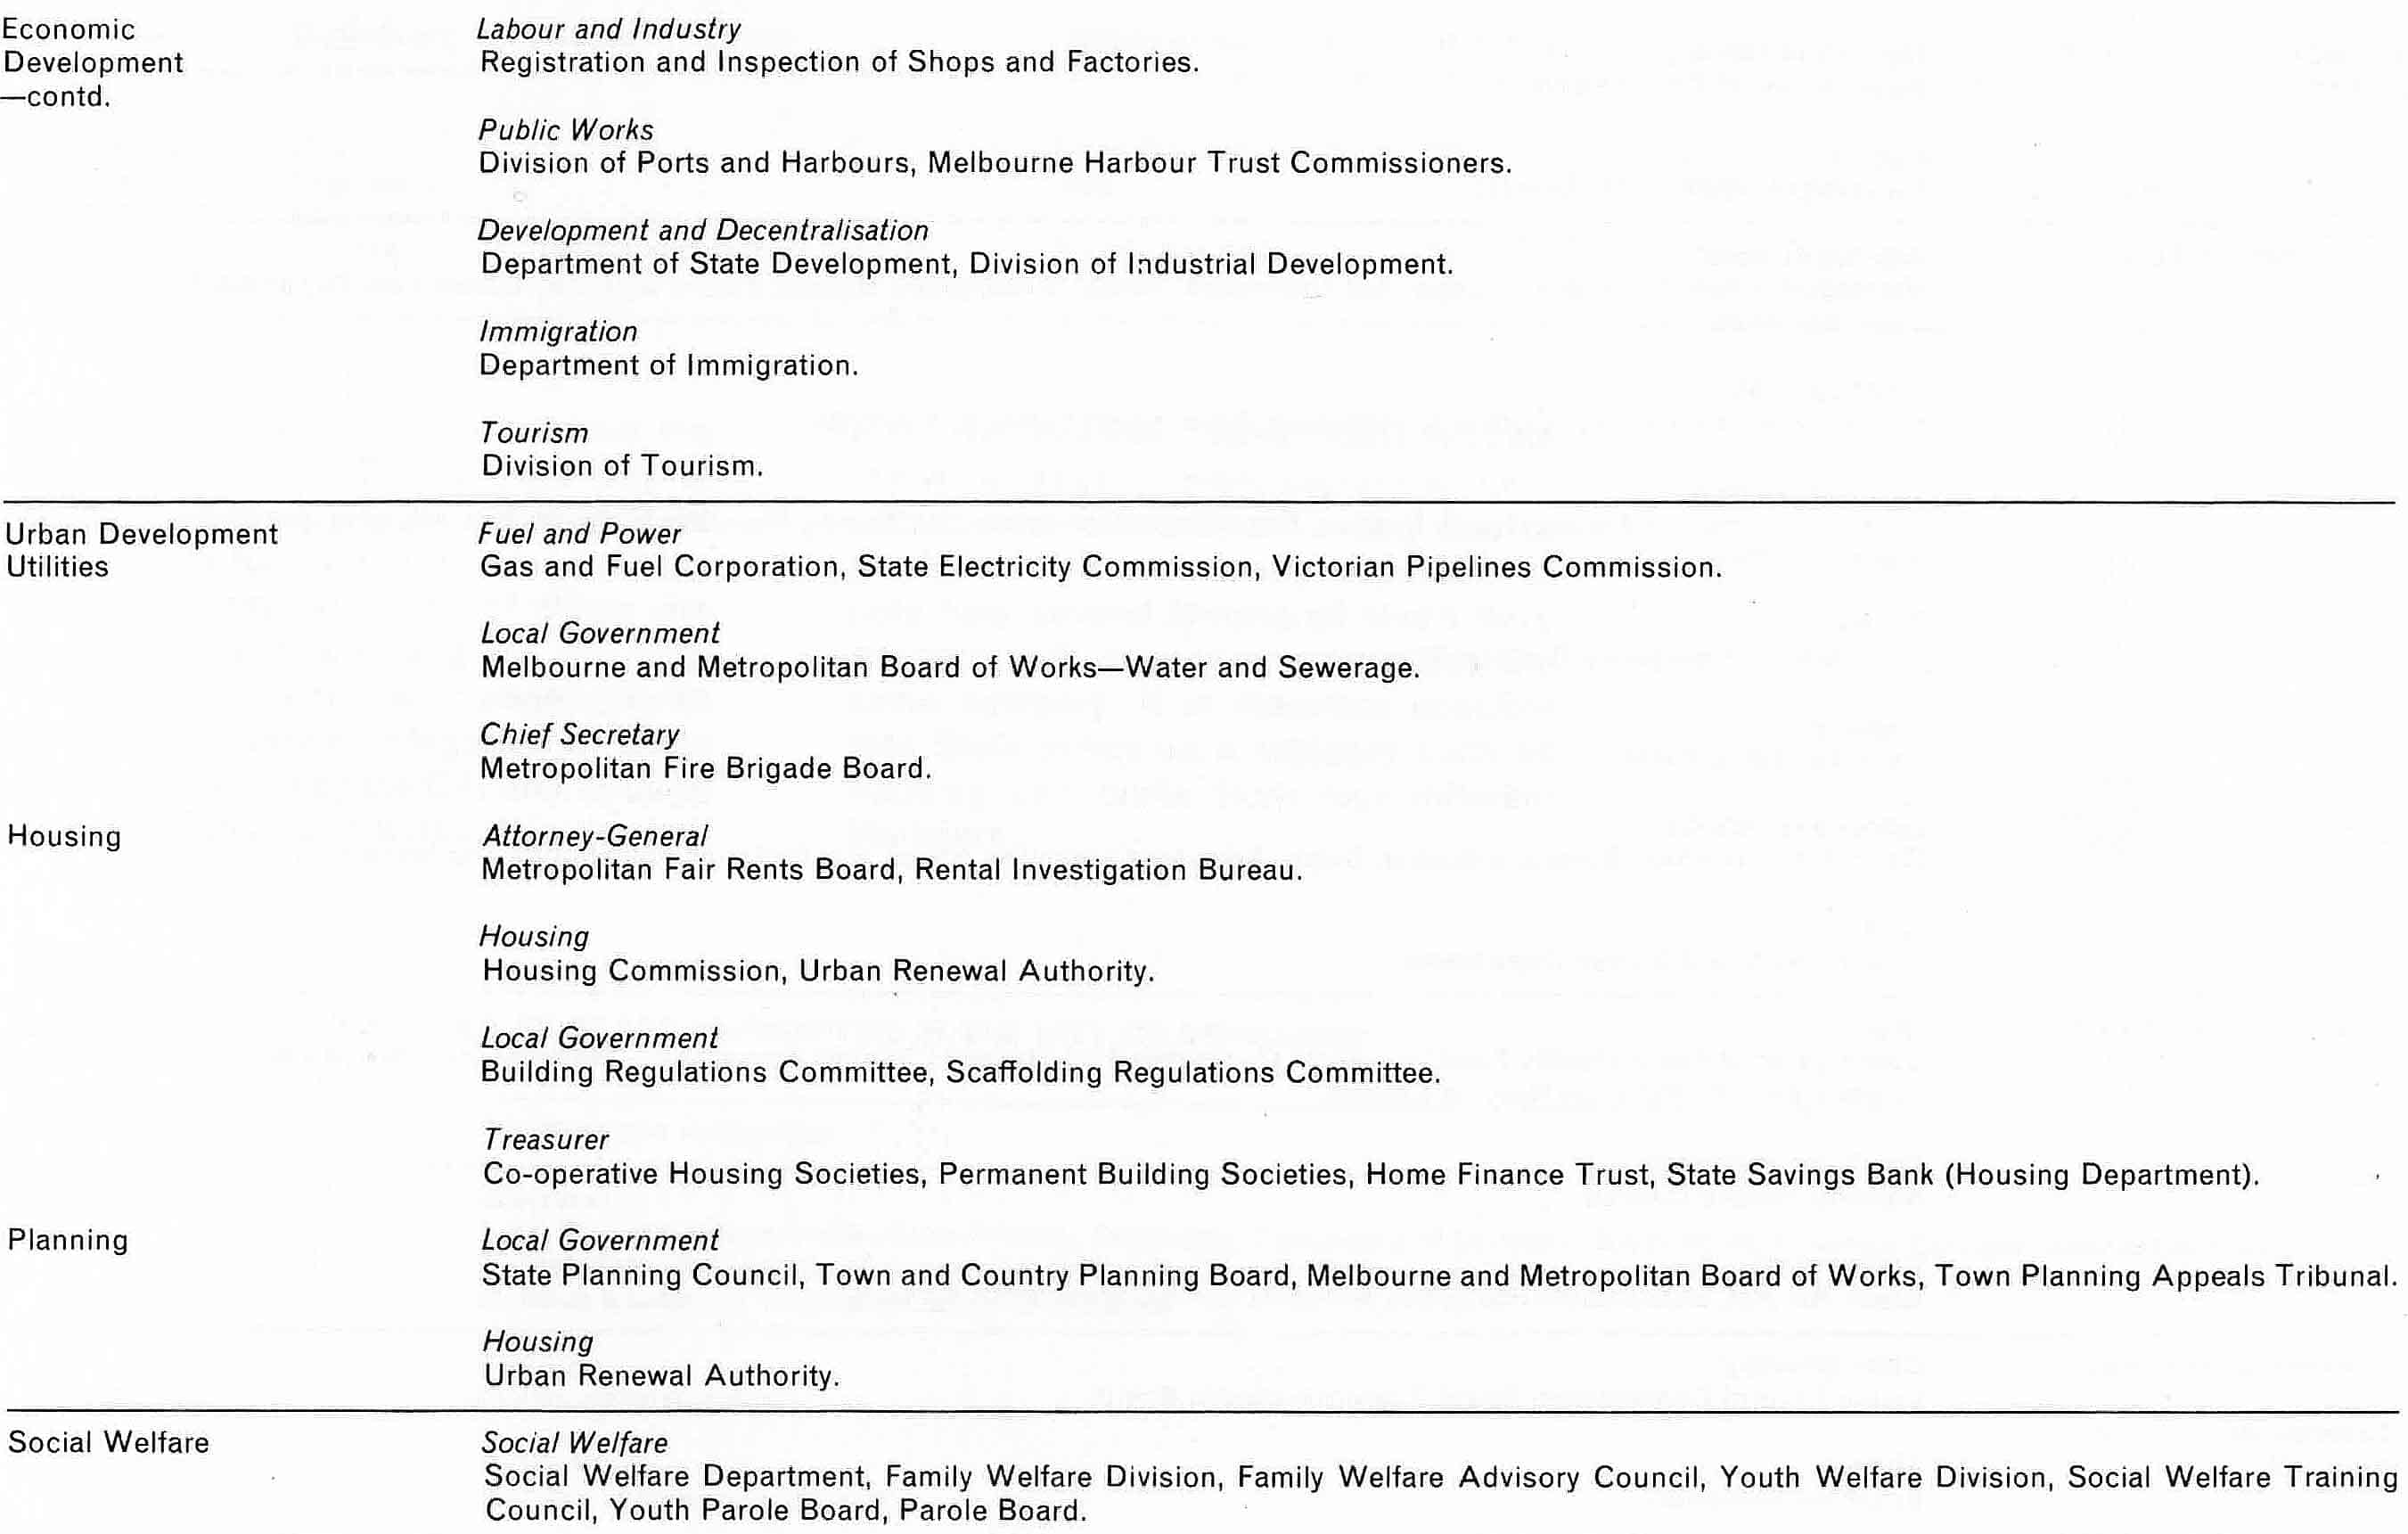 Economic
Development
—contd.
Labour and Industry
Registration and Inspection of Shops and Factories.
Public Works
Division of Ports and Harbours, Melbourne Harbour Trust Commissioners.
Development and Decentralisation
Department of State Development, Division of Industrial Development.
Immigration
Department of Immigration.
Tourism
Division of Tourism.
Urban Development
Utilities
Fuel and Power
Gas and Fuel Corporation, State Electricity Commission, Victorian Pipelines Commission.
Local Government
Melbourne and Metropolitan Board of Works—Water and Sewerage.
Chief Secretary
Metropolitan Fire Brigade Board.
Housing
Attorney-General
Metropolitan Fair Rents Board, Rental Investigation Bureau.
Housing
Housing Commission, Urban Renewal Authority.
Local Government
Building Regulations Committee, Scaffolding Regulations Committee.
Treasurer
Co-operative Housing Societies, Permanent Building Societies, Home Finance Trust, State Savings Bank (Housing Department).
Planning
Local Government
State Planning Council, Town and Country Planning Board, Melbourne and Metropolitan Board of Works, Town Planning Appeals Tribunal.
Housing
Urban Renewal Authority.
Social Welfare
Social Welfare
Social Welfare Department, Family Welfare Division, Family Welfare Advisory Council, Youth Welfare Division, Social Welfare Training
Council, Youth Parole Board, Parole Board.